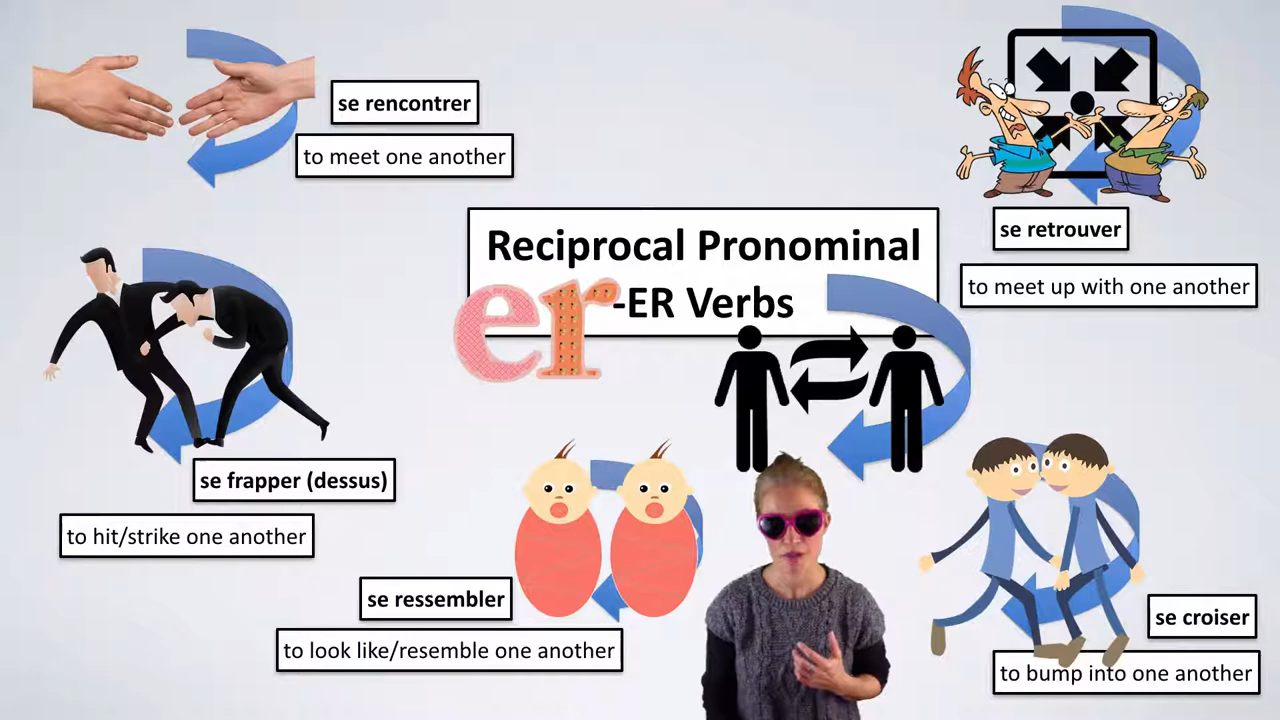 se rencontrer
to meet one another
se retrouver
to meet up with one another
Reciprocal Pronominal
-ER Verbs
er
se frapper (dessus)
to hit/strike one another
se ressembler
to look like/resemble one another
se croiser
to bump into one another